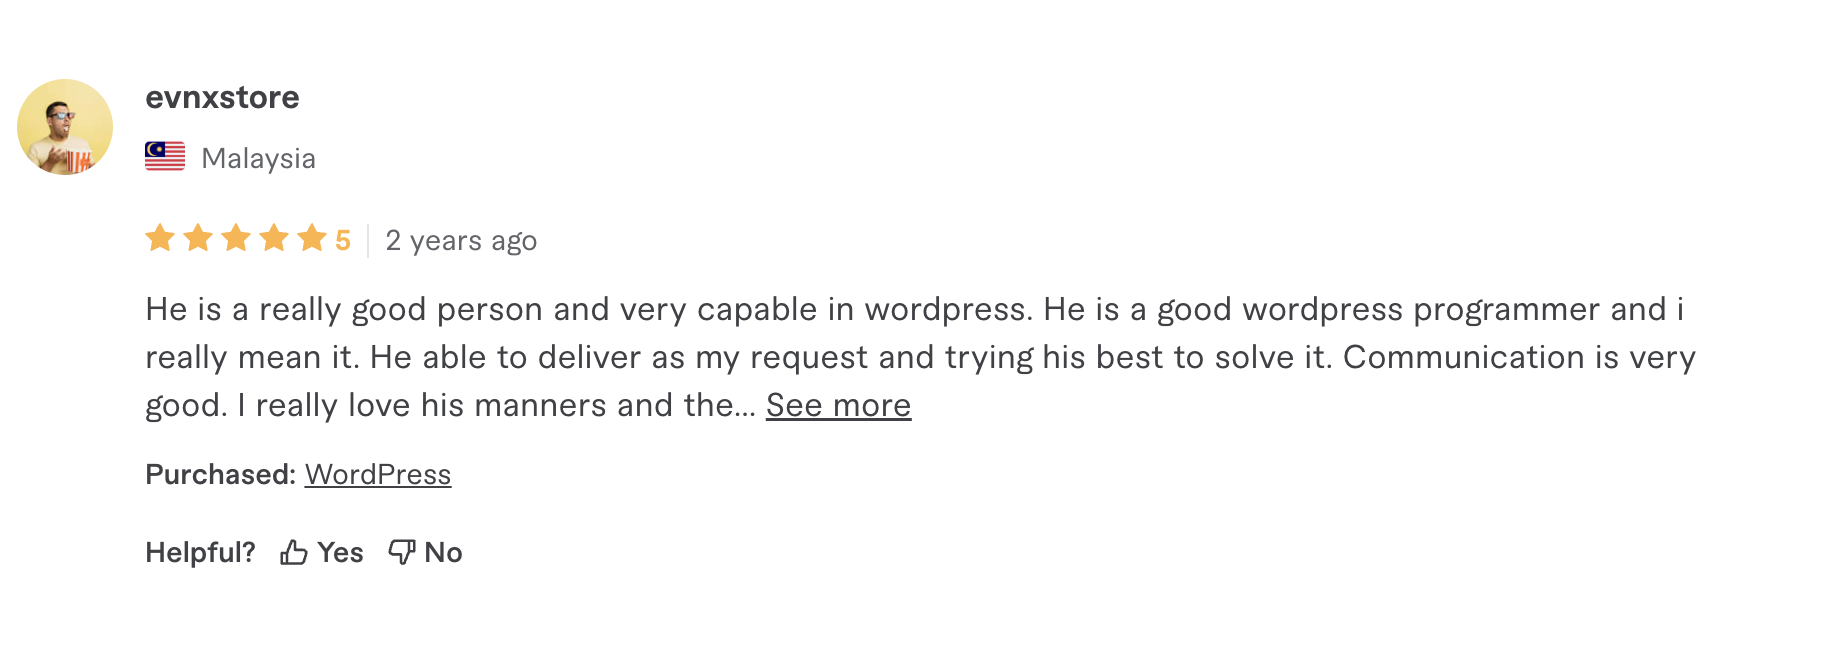 evnxstore
Malaysia
5 2 years ago
He is a really good person and very capable in wordpress. He is a good wordpress programmer and i
really mean it. He able to deliver as my request and trying his best to solve it. Communication is very
good. I really love his manners and the... See more
Purchased: WordPress
Helpful? Yes No